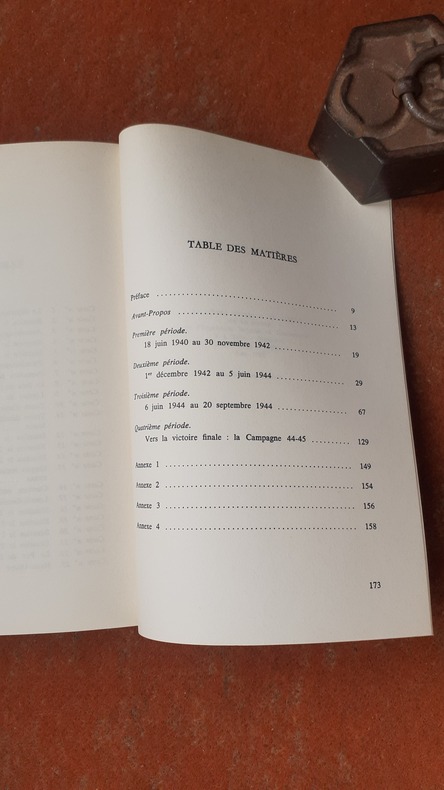 TABLE DES MATIÈRES
Préface .................... 9
Avant-Propos .................... 13
Première période.
18 juin 1940 au 30 novembre 1942 .................... 19
Deuxième période.
1er décembre 1942 au 5 juin 1944 .................... 29
Troisième période.
6 juin 1944 au 20 septembre 1944 .................... 67
Quatrième période.
Vers la victoire finale : la Campagne 44-45 .......... 129
Annexe 1 .................... 149
Annexe 2 .................... 154
Annexe 3 .................... 156
Annexe 4 .................... 158
173